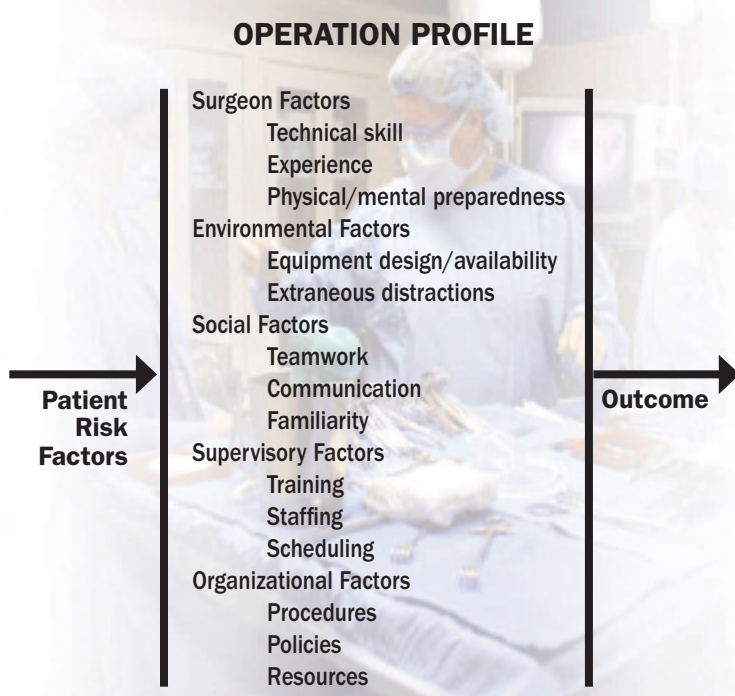 OPERATION PROFILE
Surgeon Factors
Technical skill
Experience
Physical/mental preparedness
Environmental Factors
Equipment design/availability
Extraneous distractions
Social Factors
Teamwork
Communication
Familiarity
Supervisory Factors
Training
Staffing
Scheduling
Organizational Factors
Procedures
Policies
Resources
Patient
Risk
Factors
Outcome